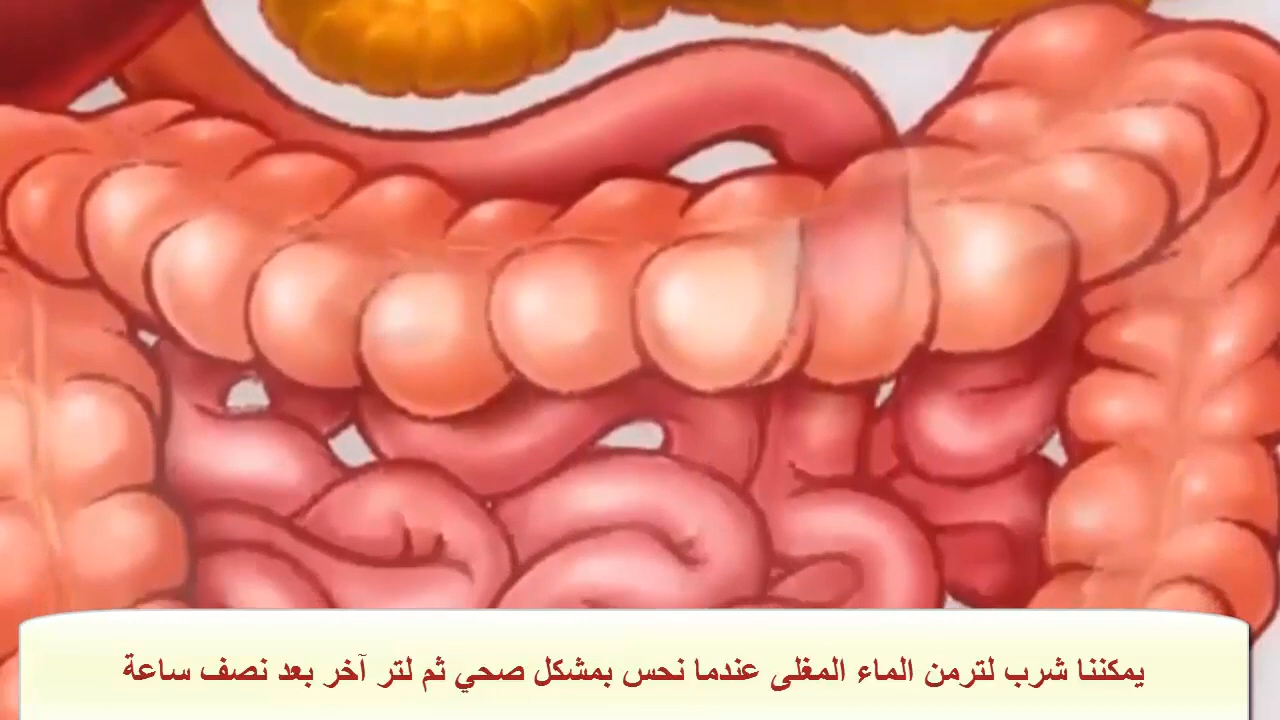 يمكننا شرب لترمن الماء المغلى عندما نحس بمشكل صحي ثم لتر آخر بعد نصف ساعة